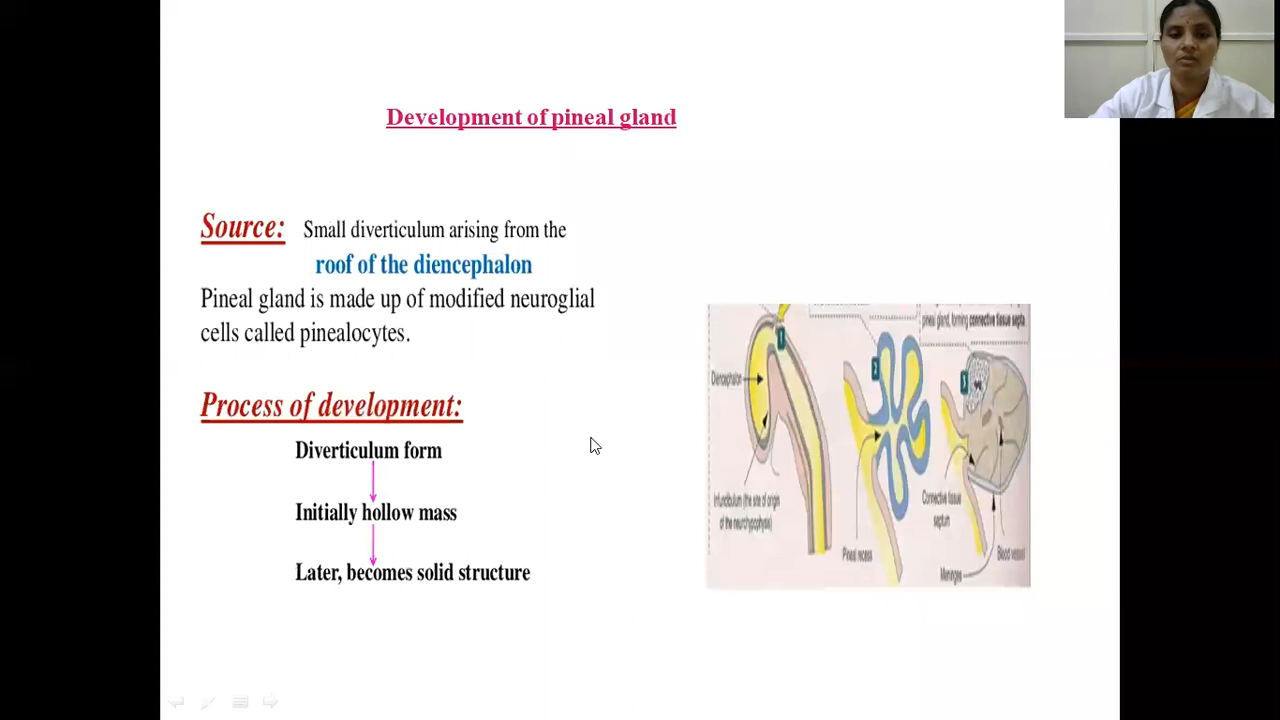 Development of pineal gland
Source: Small diverticulum arising from the
roof of the diencephalon
Pineal gland is made up of modified neuroglial
cells called pinealocytes.
Process of development:
Diverticulum form
Initially hollow mass
Later, becomes solid structure
pineal gland, forming connective tissue septa
1
2
3
Diencephalon
Infundibulum (the site of origin
of the neurohypophysis)
Pineal recess
Connective tissue
septum
Blood vessel
Meninges